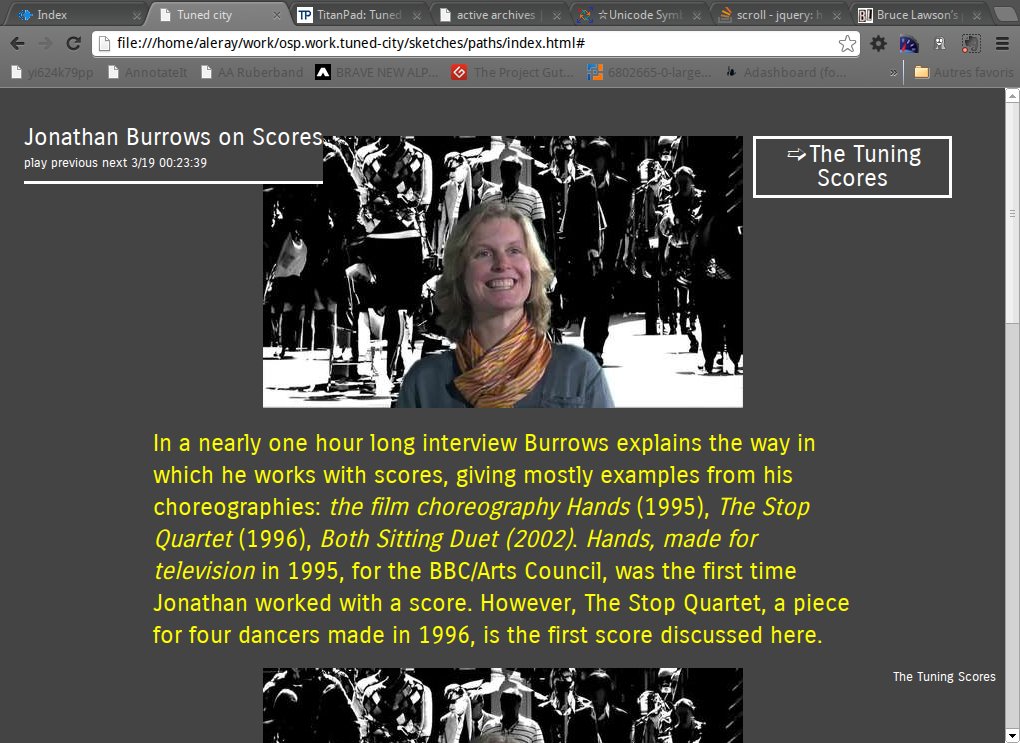 Index
Tuned city
TP TitanPad: Tuned
active archives |
☆Unicode Symb
scroll - jquery: h
Bruce Lawson's p
file:///home/aleray/work/osp.work.tuned-city/sketches/paths/index.html#
yi624k79pp
AnnotateIt
AA Ruberband
BRAVE NEW ALP...
The Project Gut...
6802665-0-large...
Adashboard (fo...
»
Autres favoris
Jonathan Burrows on Scores
play previous next 3/19 00:23:39
⇨The Tuning
Scores
In a nearly one hour long interview Burrows explains the way in
which he works with scores, giving mostly examples from his
choreographies: the film choreography Hands (1995), The Stop
Quartet (1996), Both Sitting Duet (2002). Hands, made for
television in 1995, for the BBC/Arts Council, was the first time
Jonathan worked with a score. However, The Stop Quartet, a piece
for four dancers made in 1996, is the first score discussed here.
The Tuning Scores